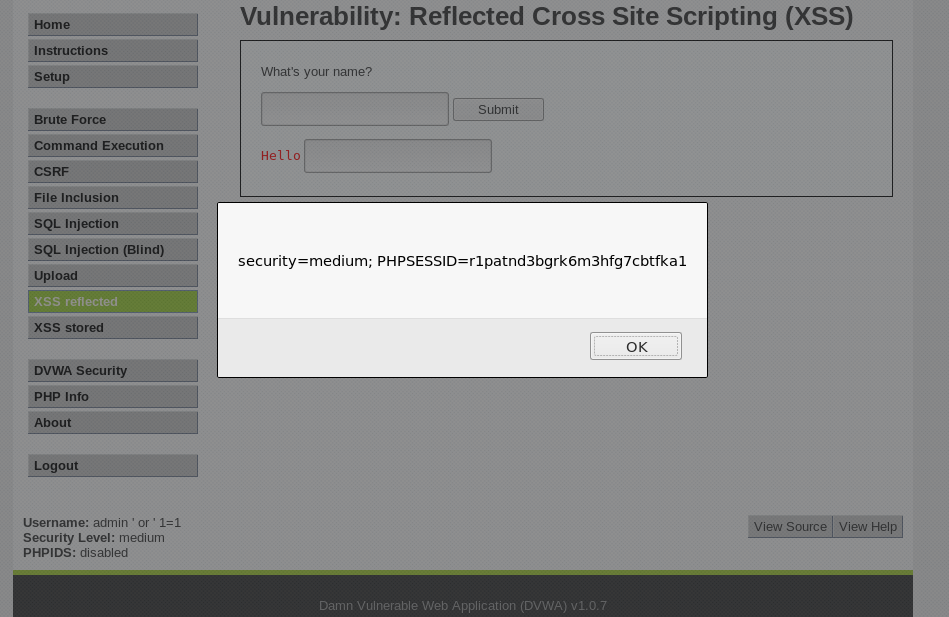 Vulnerability: Reflected Cross Site Scripting (XSS)
Home
Instructions
Setup
Brute Force
Command Execution
CSRF
File Inclusion
SQL Injection
SQL Injection (Blind)
Upload
XSS reflected
XSS stored
DVWA Security
PHP Info
About
Logout
What's your name?
Submit
Hello
security=medium; PHPSESSID=r1patnd3bgrk6m3hfg7cbtfka1
OK
Username: admin ' or ' 1=1
Security Level: medium
PHPIDS: disabled
View Source View Help
Damn Vulnerable Web Application (DVWA) v1.0.7